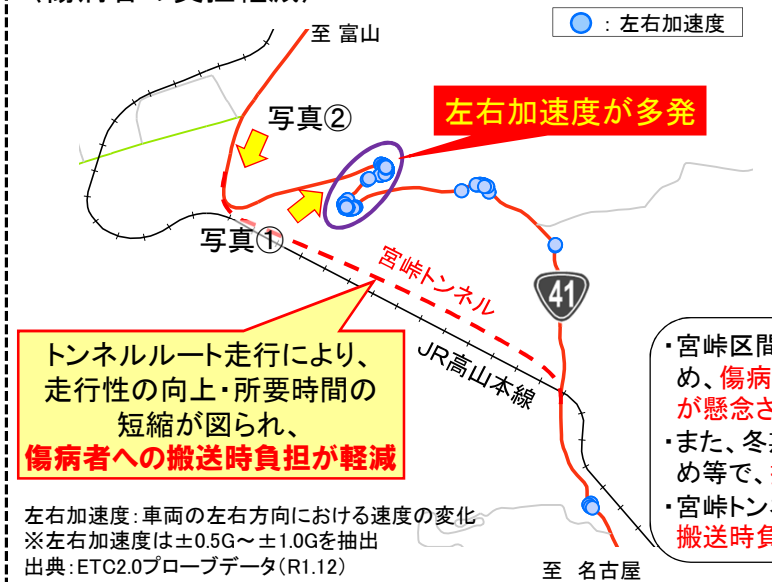 ：左右加速度
至 富山
写真②
左右加速度が多発
写真①
宮峠トンネル
41
JR高山本線
トンネルルート走行により、
走行性の向上・所要時間の
短縮が図られ、
傷病者への搬送時負担が軽減
・宮峠区間
め、傷病
が懸念さ
・また、冬
め等で、
・宮峠トン
搬送時負
左右加速度：車両の左右方向における速度の変化
※左右加速度は±0.5G～±1.0Gを抽出
出典：ETC2.0プローブデータ(R1.12)
至 名古屋